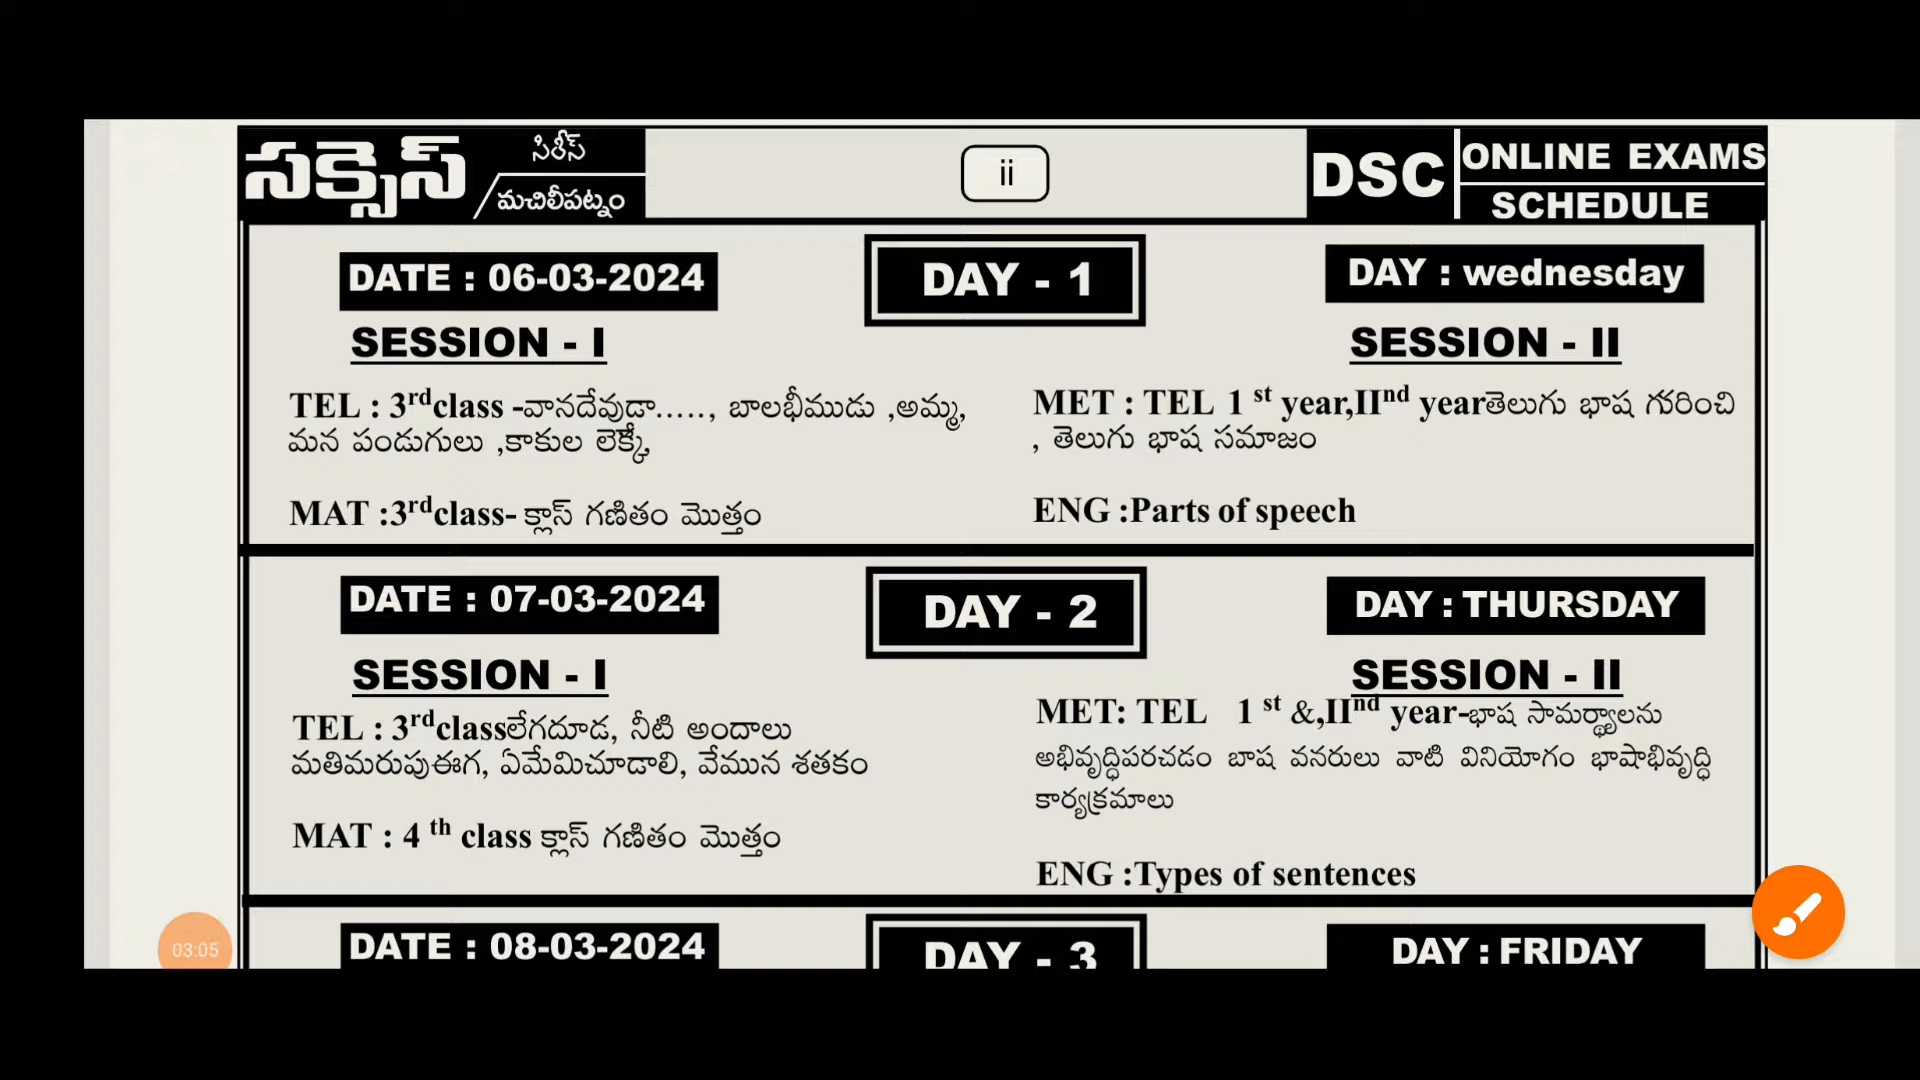 సక్సెస్ సిరీస్ మచిలీపట్నం
ii
DSC ONLINE EXAMS SCHEDULE
DATE : 06-03-2024
DAY - 1
DAY : wednesday
SESSION - I
SESSION - II
TEL : 3rdclass -వానదేవుడా....., బాలభీముడు ,అమ్మ,
మన పండుగులు ,కాకుల లెక్కే,
MAT :3rdclass- క్లాస్ గణితం మొత్తం
MET : TEL 1 st year,IInd yearతెలుగు భాష గురించి
, తెలుగు భాష సమాజం
ENG :Parts of speech
DATE : 07-03-2024
DAY - 2
DAY : THURSDAY
SESSION - I
SESSION - II
TEL : 3rdclassలేగదూడ, నీటి అందాలు
మతిమరుపుఈగ, ఏమేమిచూడాలి, వేమున శతకం
MAT : 4 th class క్లాస్ గణితం మొత్తం
MET: TEL 1 st &,IInd year-భాష సామర్థ్యాలను
అభివృద్ధిపరచడం బాష వనరులు వాటి వినియోగం భాషాభివృద్ధి
కార్యక్రమాలు
ENG :Types of sentences
DATE : 08-03-2024
DAY - 3
DAY : FRIDAY
03:05